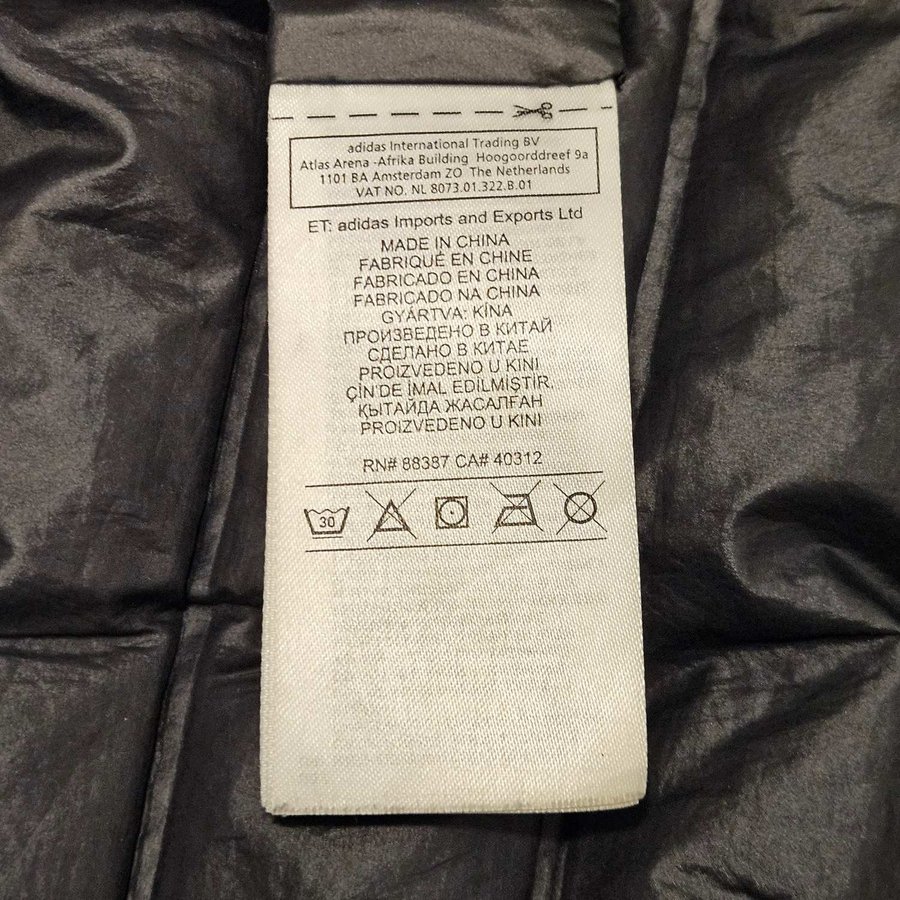 adidas International Trading BV
Atlas Arena -Afrika Building Hoogoorddreef 9a
1101 BA Amsterdam ZO The Netherlands
VAT NO. NL 8073.01.322.B.01
ET: adidas Imports and Exports Ltd
MADE IN CHINA
FABRIQUÉ EN CHINE
FABRICADO EN CHINA
FABRICADO NA CHINA
GYÁRTVA: KÍNA
ПРОИЗВЕДЕНО В КИТАЙ
СДЕЛАНО В КИТАЕ
PROIZVEDENO U KINI
ÇİN'DE İMAL EDİLMİŞTİR.
ҚЫТАЙДА ЖАСАЛҒАН
PROIZVEDENO U KINI
RN# 88387 CA# 40312
30